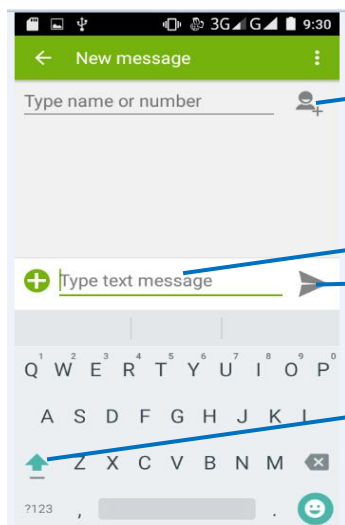 3G G 9:30
New message
Type name or number
Type text message
1 2 3 4 5 6 7 8 9 0
Q W E R T Y U I O P
A S D F G H J K L
Z X C V B N M
?123 , .